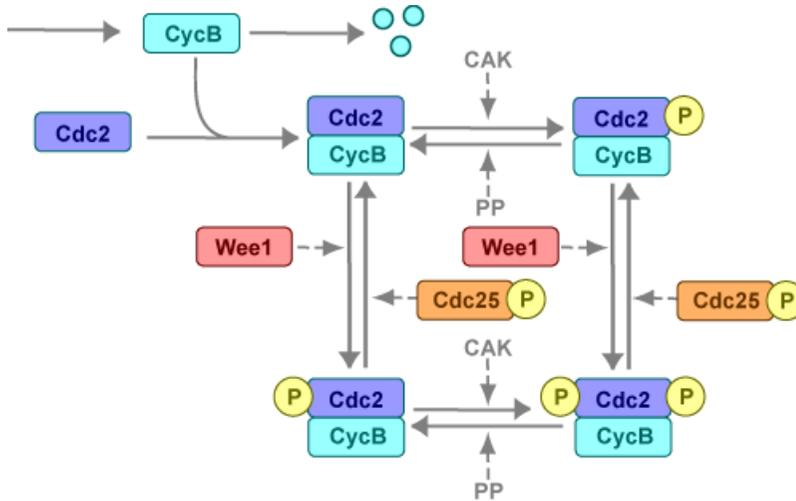 CycB
CAK
Cdc2
Cdc2
Cdc2 P
CycB
CycB
PP
Wee1
Wee1
Cdc25 P
Cdc25 P
CAK
P Cdc2
P Cdc2 P
CycB
CycB
PP